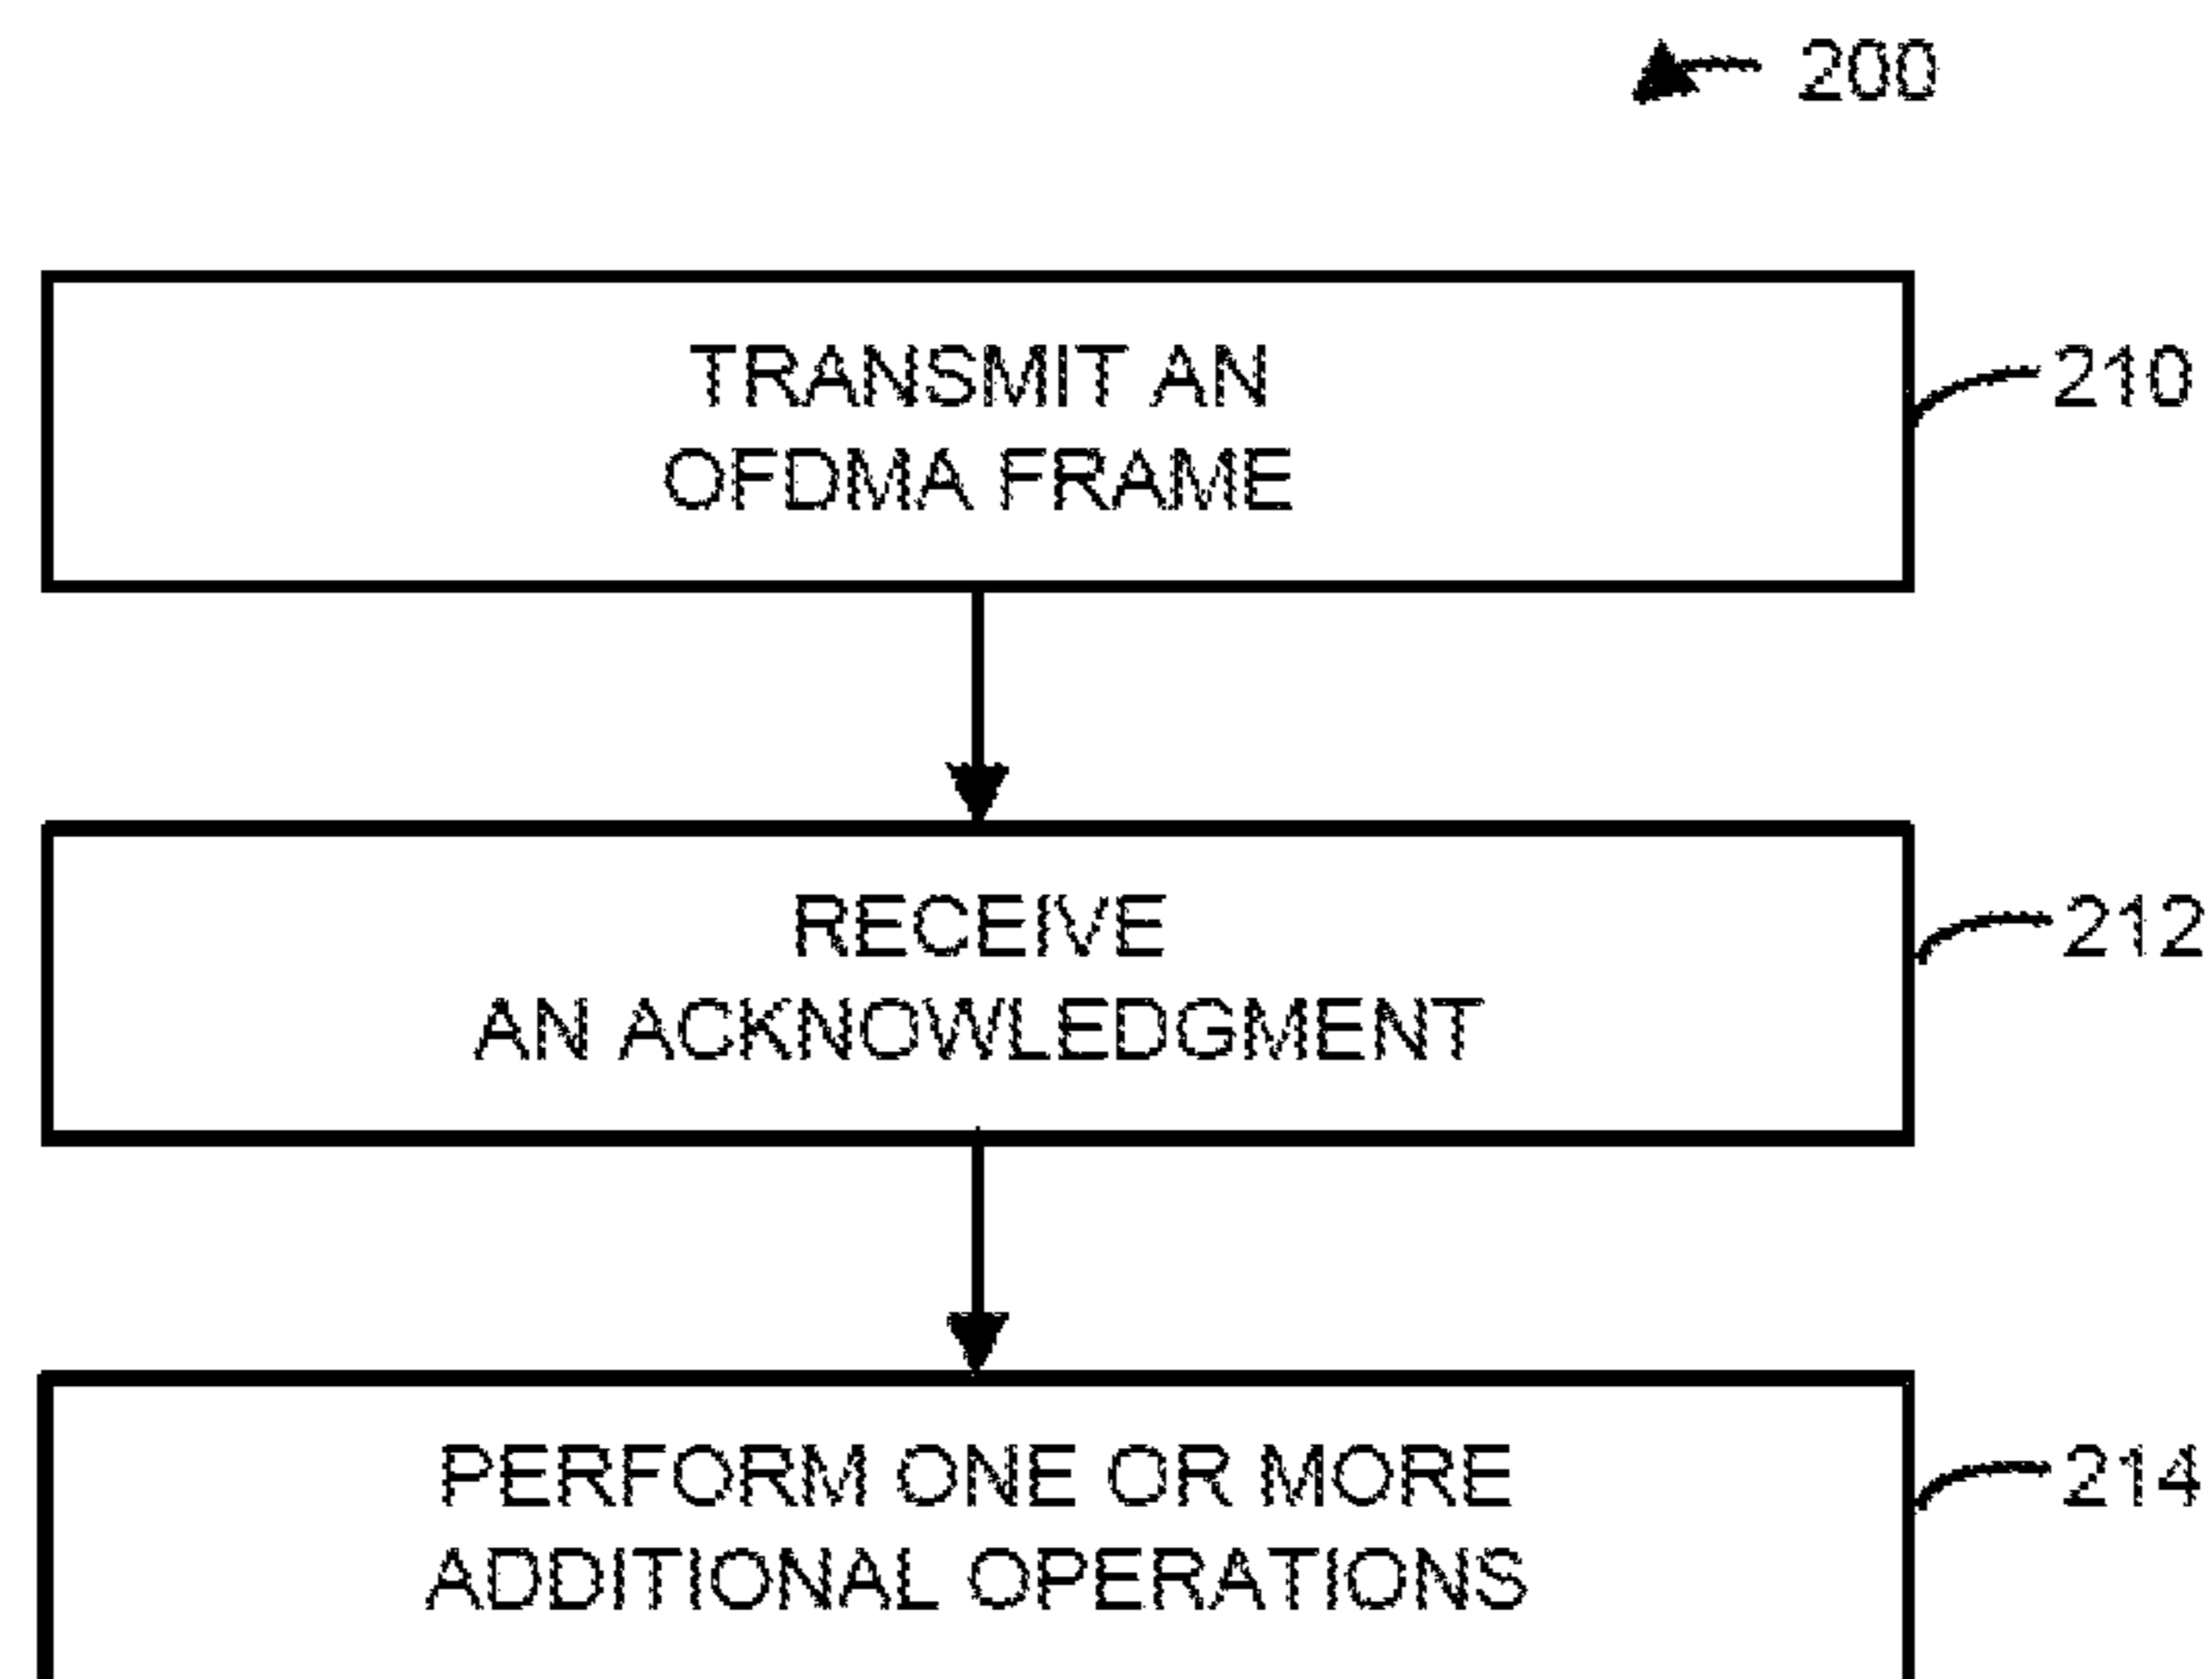 200
TRANSMIT AN
OFDMA FRAME
210
RECEIVE
AN ACKNOWLEDGMENT
212
PERFORM ONE OR MORE
ADDITIONAL OPERATIONS
214